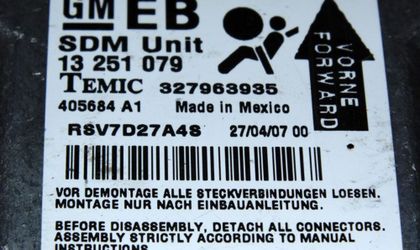 GM EB
SDM Unit
13 251 079
TEMIC 327963935
405684 A1 Made in Mexico
RSV7D27A4S 27/04/07 00
VORNE
FORWARD
VOR DEMONTAGE ALLE STECKVERBINDUNGEN LOESEN.
MONTAGE NUR NACH EINBAUANLEITUNG.
BEFORE DISASSEMBLY, DETACH ALL CONNECTORS.
ASSEMBLY STRICTLY ACCORDING TO MANUAL
INSTRUCTIONS